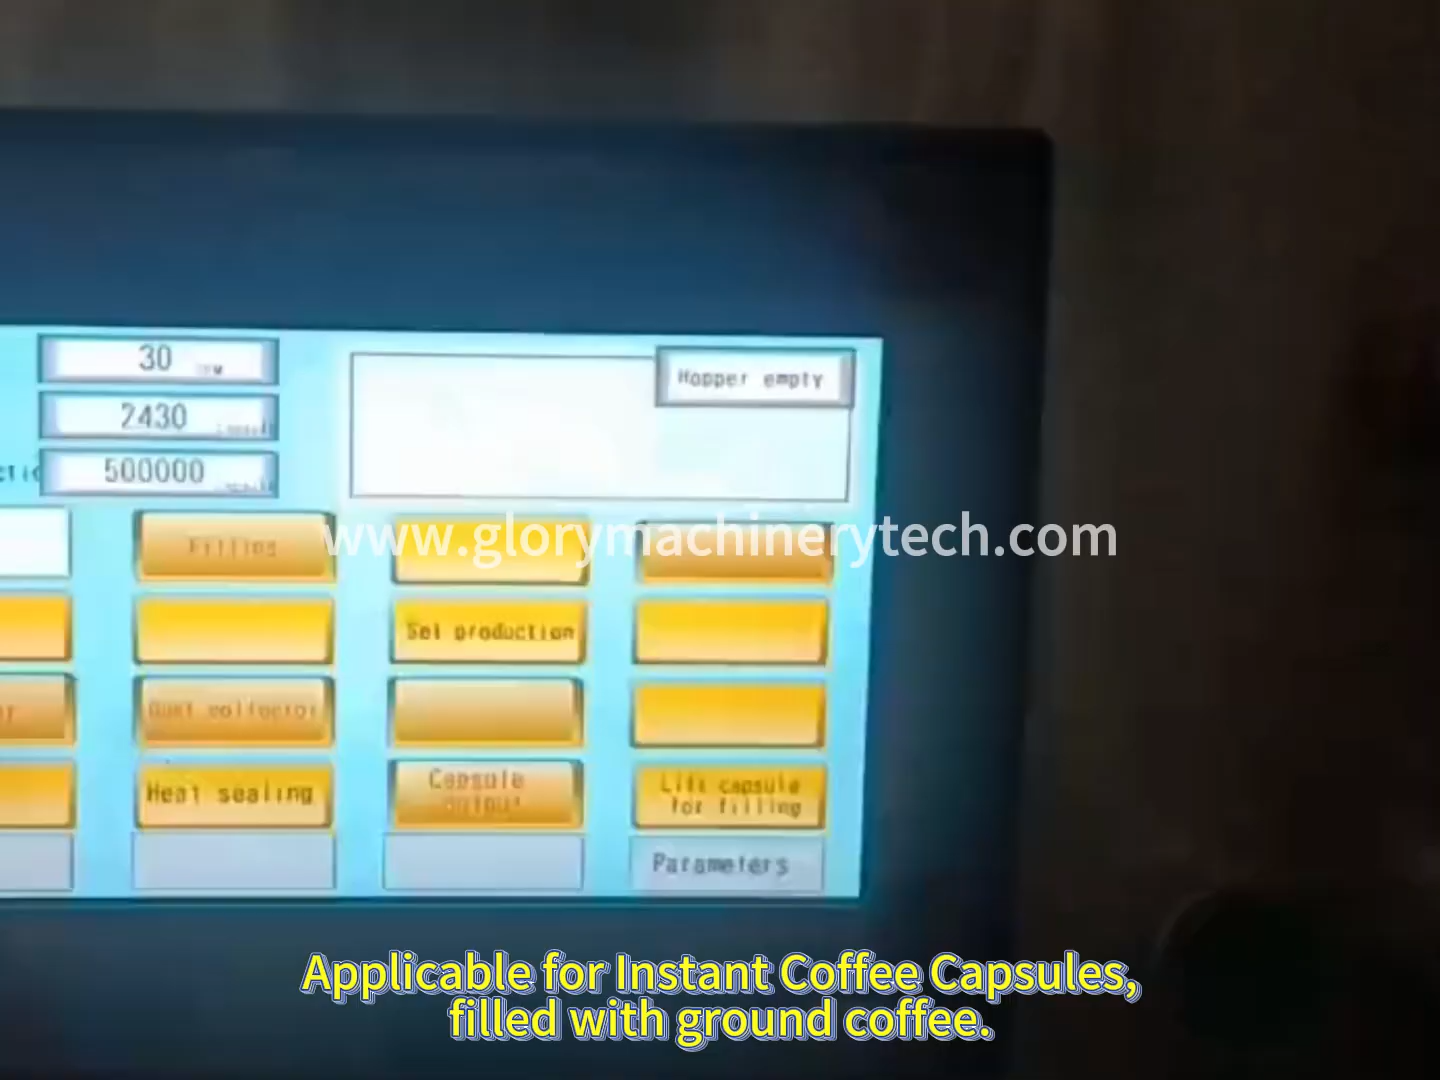 30
2430
500000
Hopper empty
Filling
www.glorymachinerytech.com
Set production
Dust collector
Heat sealing
Capsule
output
Lift capsule
for filling
Parameters
Applicable for Instant Coffee Capsules,
filled with ground coffee.